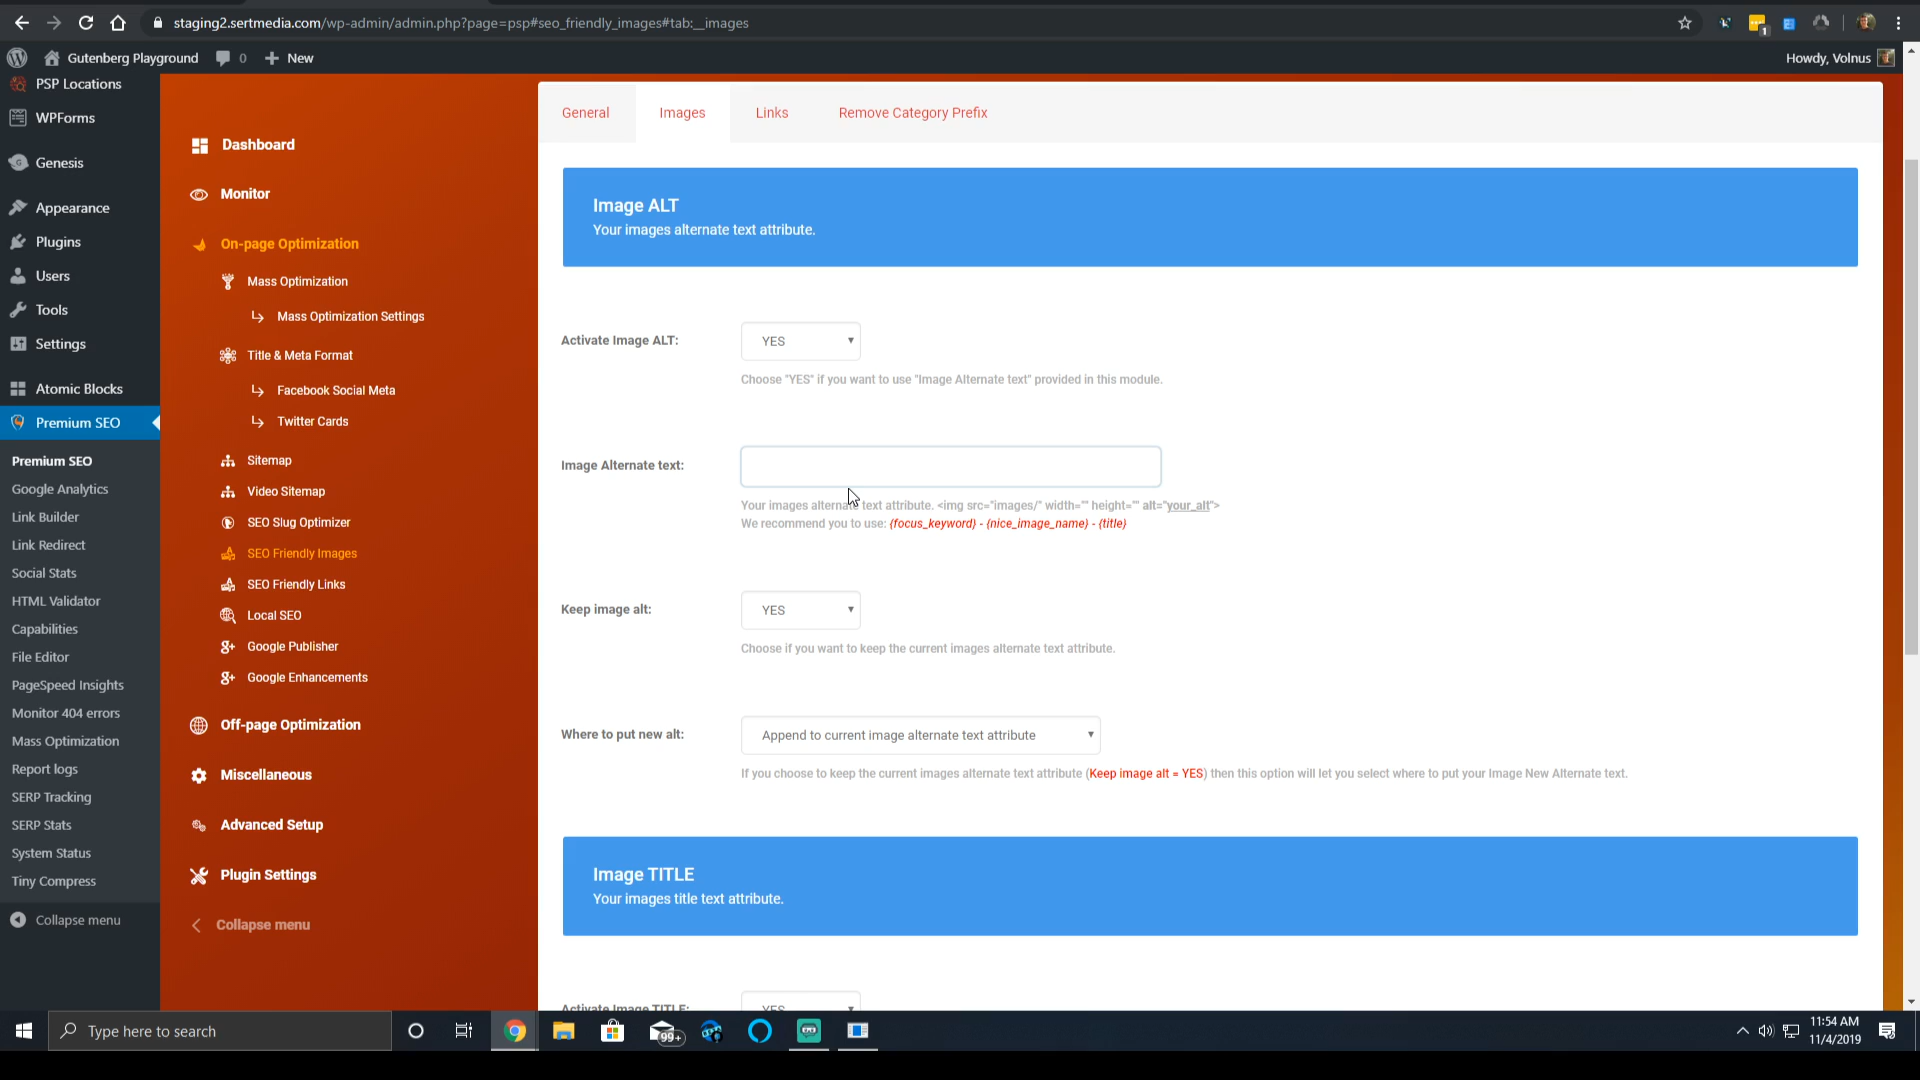 staging2.sertmedia.com/wp-admin/admin.php?page=psp#seo_friendly_images#tab:__images
1
Gutenberg Playground
0
New
Howdy, Volnus
PSP Locations
WPForms
Genesis
Appearance
Plugins
Users
Tools
Settings
Atomic Blocks
Premium SEO
Premium SEO
Google Analytics
Link Builder
Link Redirect
Social Stats
HTML Validator
Capabilities
File Editor
PageSpeed Insights
Monitor 404 errors
Mass Optimization
Report logs
SERP Tracking
SERP Stats
System Status
Tiny Compress
Collapse menu
Dashboard
Monitor
On-page Optimization
Mass Optimization
Mass Optimization Settings
Title & Meta Format
Facebook Social Meta
Twitter Cards
Sitemap
Video Sitemap
SEO Slug Optimizer
SEO Friendly Images
SEO Friendly Links
Local SEO
Google Publisher
Google Enhancements
Off-page Optimization
Miscellaneous
Advanced Setup
Plugin Settings
Collapse menu
General
Images
Links
Remove Category Prefix
Image ALT
Your images alternate text attribute.
Activate Image ALT:
YES
Choose "YES" if you want to use "Image Alternate text" provided in this module.
Image Alternate text:
Your images alternate text attribute. <img src="images/" width="" height="" alt="your_alt">
We recommend you to use: {focus_keyword} - {nice_image_name} - {title}
Keep image alt:
YES
Choose if you want to keep the current images alternate text attribute.
Where to put new alt:
Append to current image alternate text attribute
If you choose to keep the current images alternate text attribute (Keep image alt = YES) then this option will let you select where to put your Image New Alternate text.
Image TITLE
Your images title text attribute.
Activate Image TITLE:
YES
Type here to search
99+
11:54 AM
11/4/2019